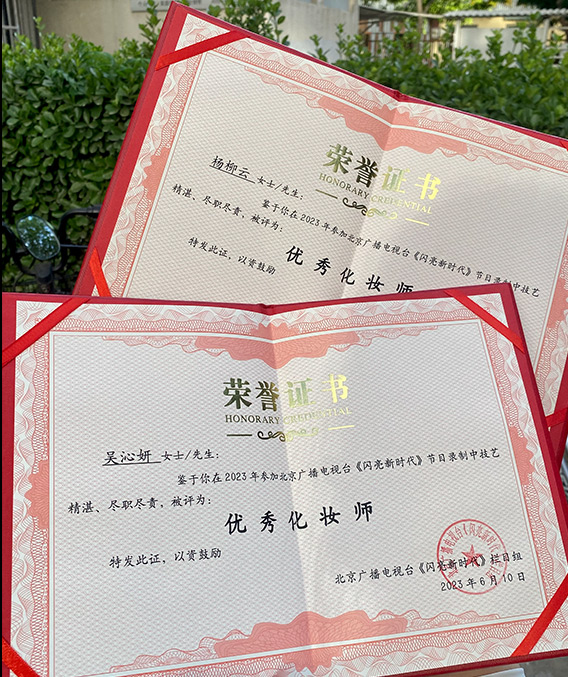 荣誉证书
HONORARY CREDENTIAL
杨柳云 女士/先生:
鉴于你在2023年参加北京广播电视台《闪亮新时代》节目录制中技艺
精湛、尽职尽责,被评为:
优秀化妆师
特发此证,以资鼓励
荣誉证书
HONORARY CREDENTIAL
吴沁妍 女士/先生:
鉴于你在2023年参加北京广播电视台《闪亮新时代》节目录制中技艺
精湛、尽职尽责,被评为:
优秀化妆师
特发此证,以资鼓励
北京广播电视台《闪亮新时代》栏目组
2023年6月10日